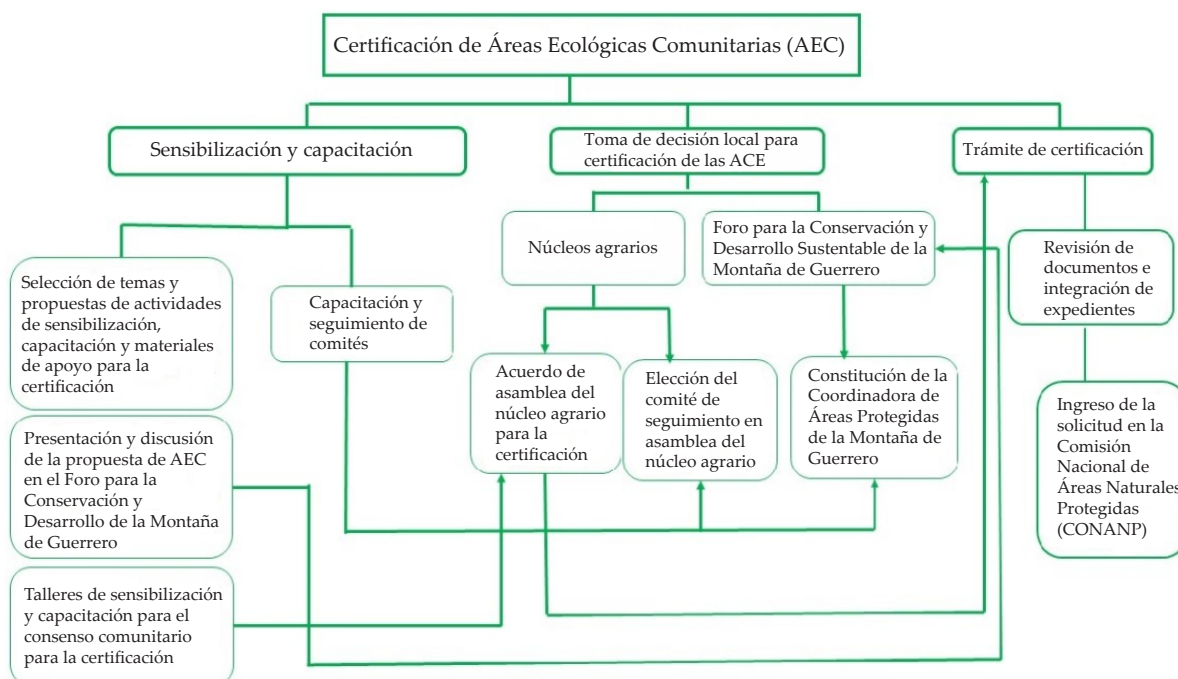 Certificación de Áreas Ecológicas Comunitarias (AEC)
Sensibilización y capacitación
Toma de decisión local para
certificación de las ACE
Trámite de certificación
Selección de temas y
propuestas de actividades
de sensibilización,
capacitación y materiales
de apoyo para la
certificación
Capacitación y
seguimiento de
comités
Núcleos agrarios
Foro para la Conservación y
Desarrollo Sustentable de la
Montaña de Guerrero
Revisión de
documentos e
integración de
expedientes
Acuerdo de
asamblea del
núcleo agrario
para la
certificación
Elección del
comité de
seguimiento en
asamblea del
núcleo agrario
Constitución de la
Coordinadora de
Áreas Protegidas
de la Montaña de
Guerrero
Ingreso de la
solicitud en la
Comisión
Nacional de
Áreas Naturales
Protegidas
(CONANP)
Presentación y discusión
de la propuesta de AEC
en el Foro para la
Conservación y
Desarrollo de la Montaña
de Guerrero
Talleres de sensibilización
y capacitación para el
consenso comunitario
para la certificación